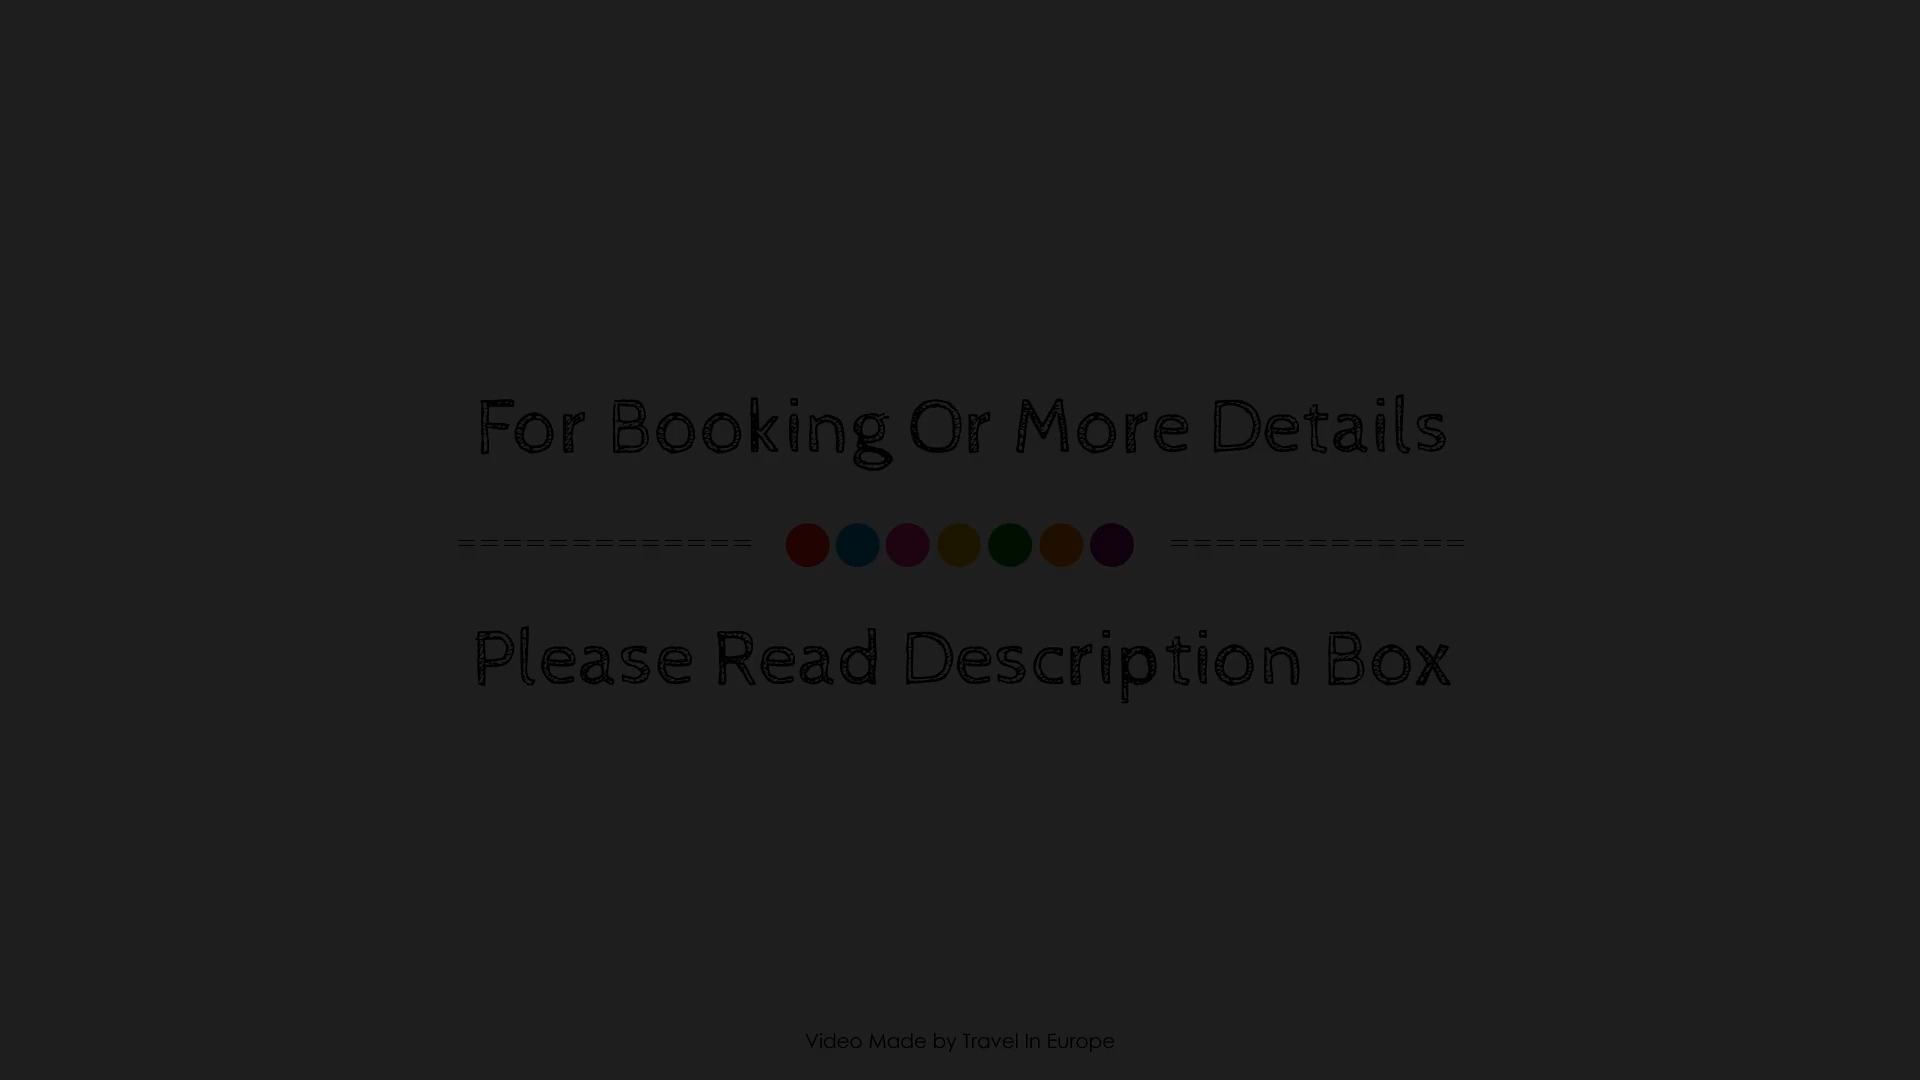 For Booking Or More Details
============= =============
Please Read Description Box
Video Made by Travel In Europe